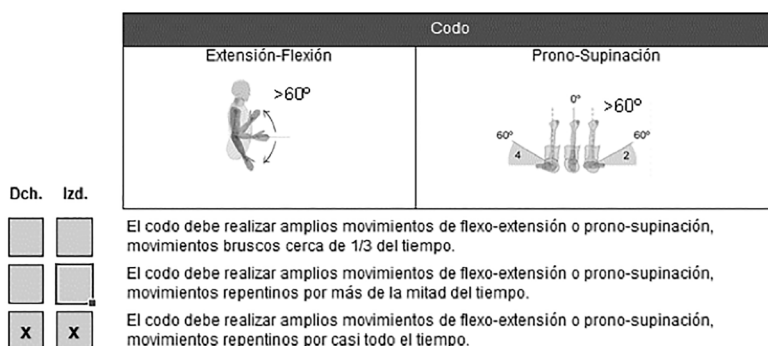 Codo
Extensión-Flexión
Prono-Supinación
>60º
0°
>60º
60º
60º
4
2
Dch. Izd.
El codo debe realizar amplios movimientos de flexo-extensión o prono-supinación,
movimientos bruscos cerca de 1/3 del tiempo.
El codo debe realizar amplios movimientos de flexo-extensión o prono-supinación,
movimientos repentinos por más de la mitad del tiempo.
X X
El codo debe realizar amplios movimientos de flexo-extensión o prono-supinación,
movimientos repentinos por casi todo el tiempo.